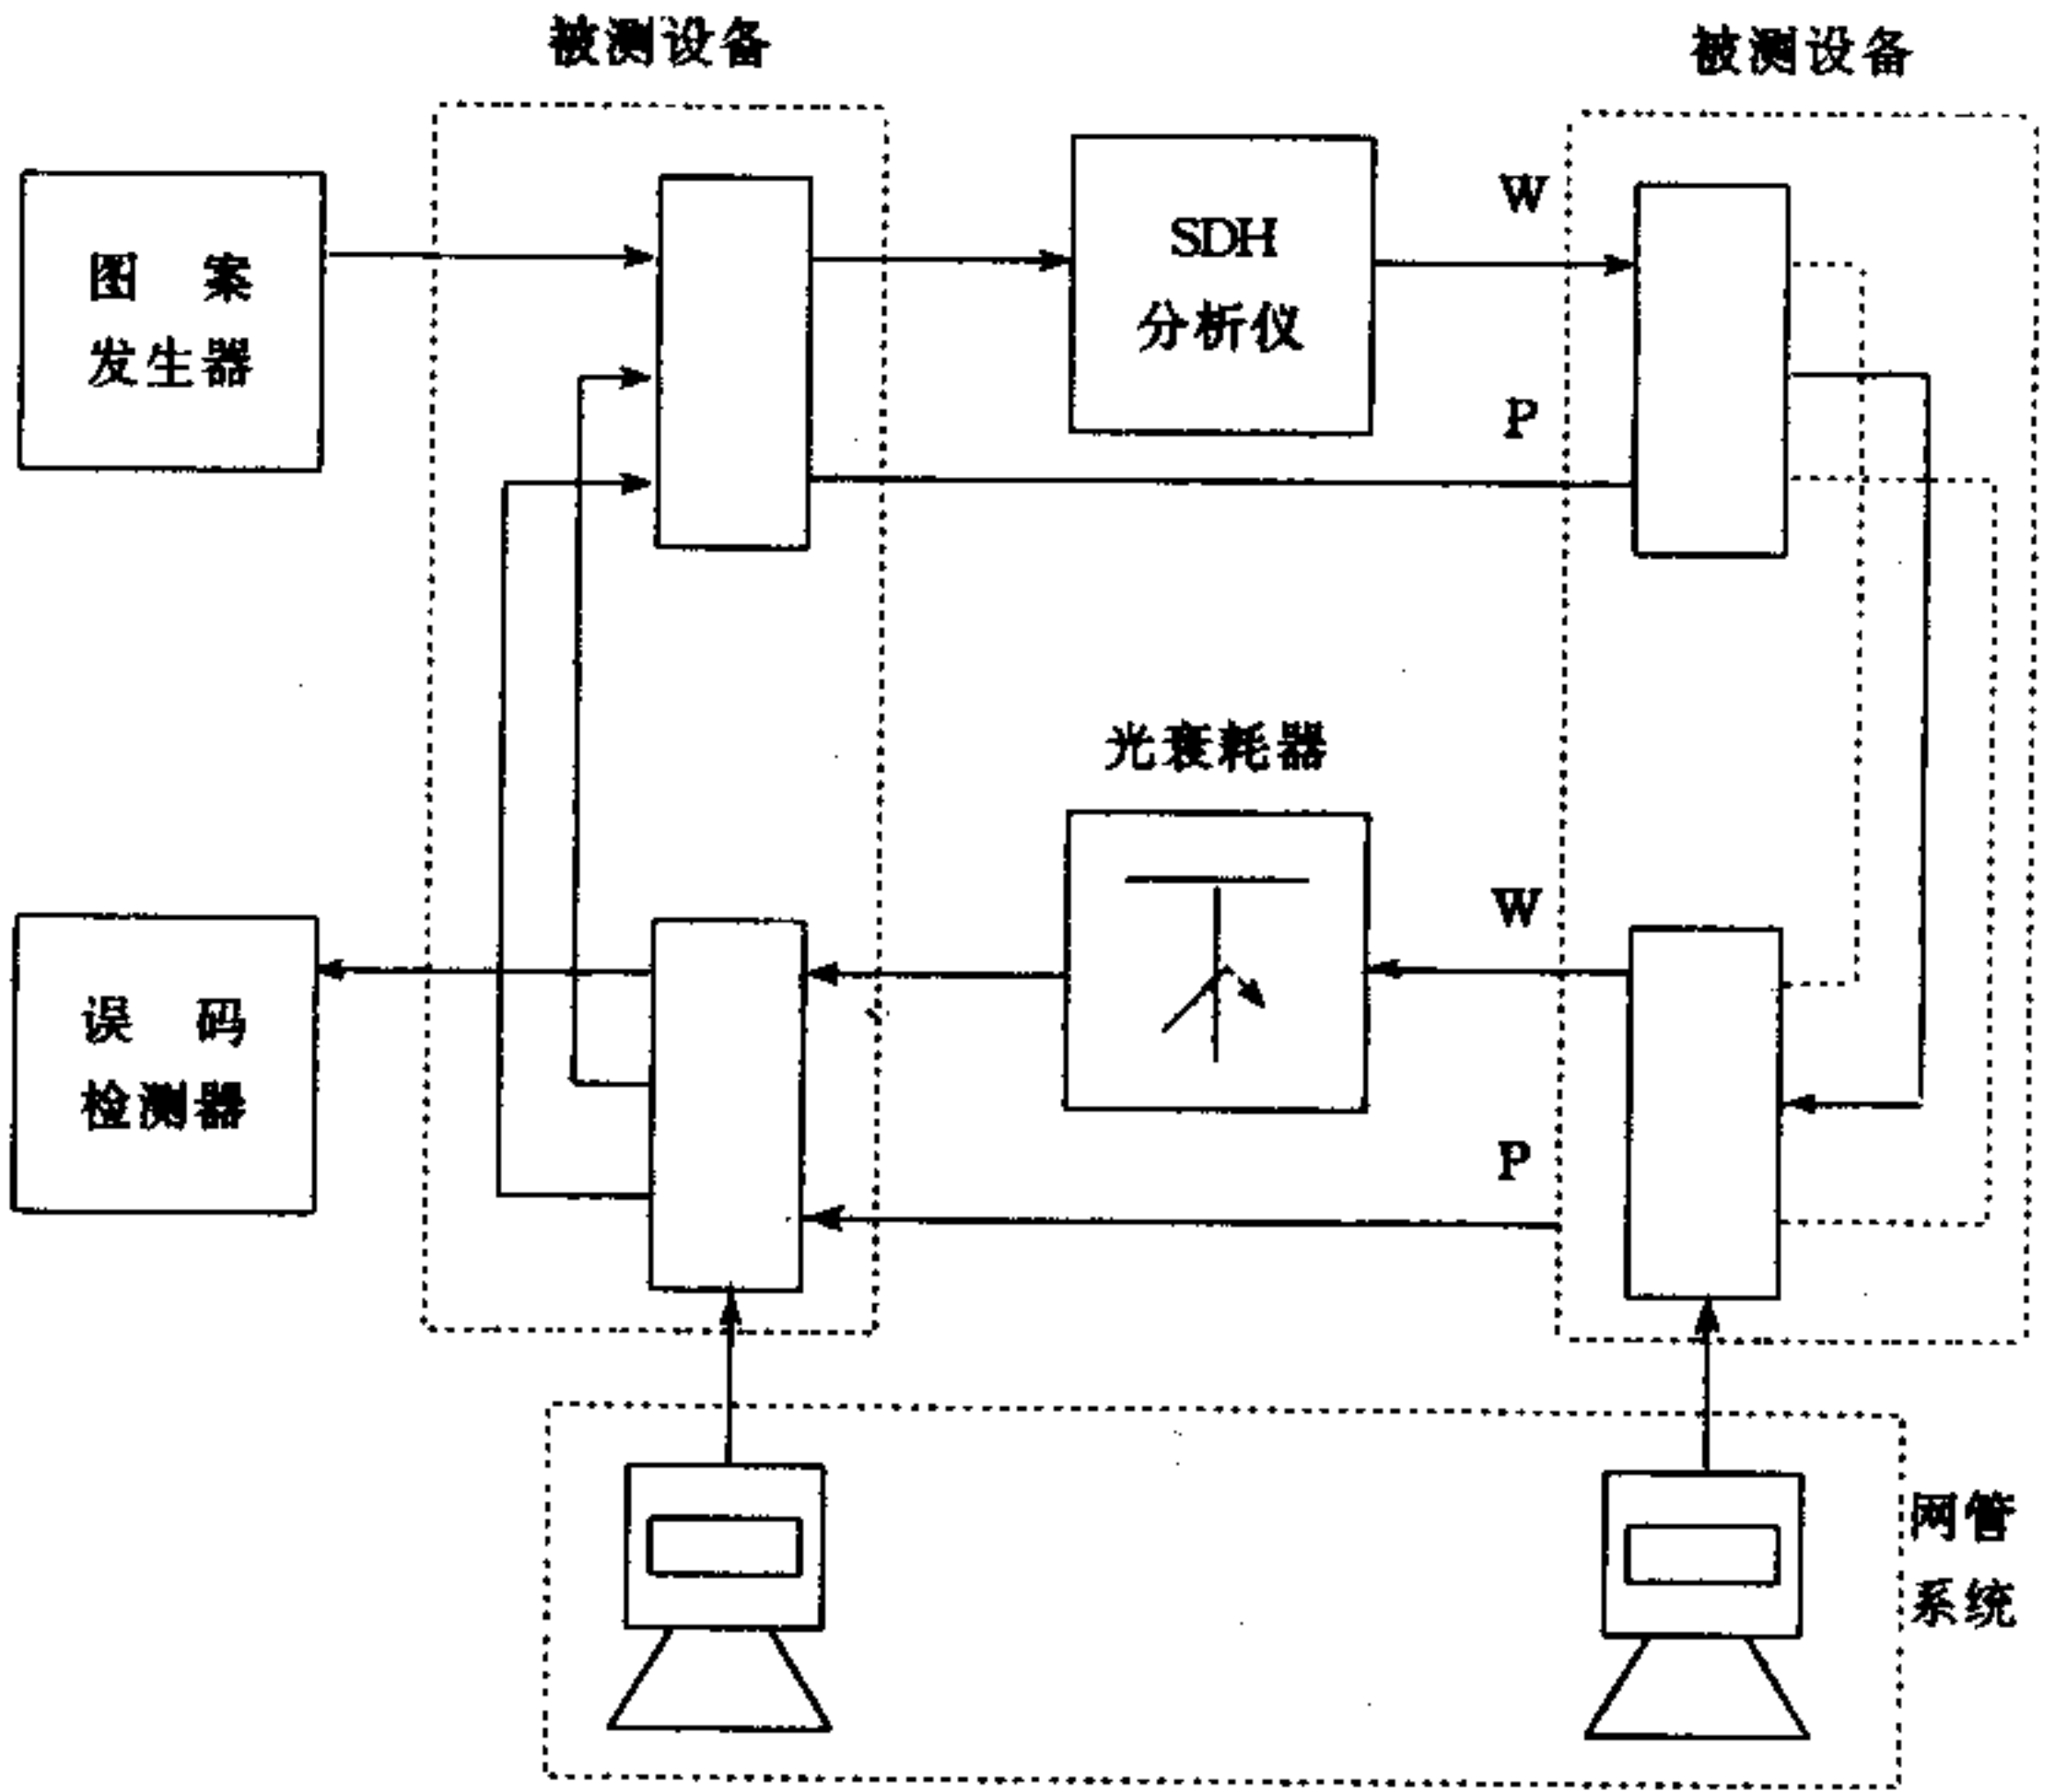 被测设备
被测设备
图 案
发生器
SDH
分析仪
W
P
光衰耗器
W
误 码
检测器
P
网管
系统